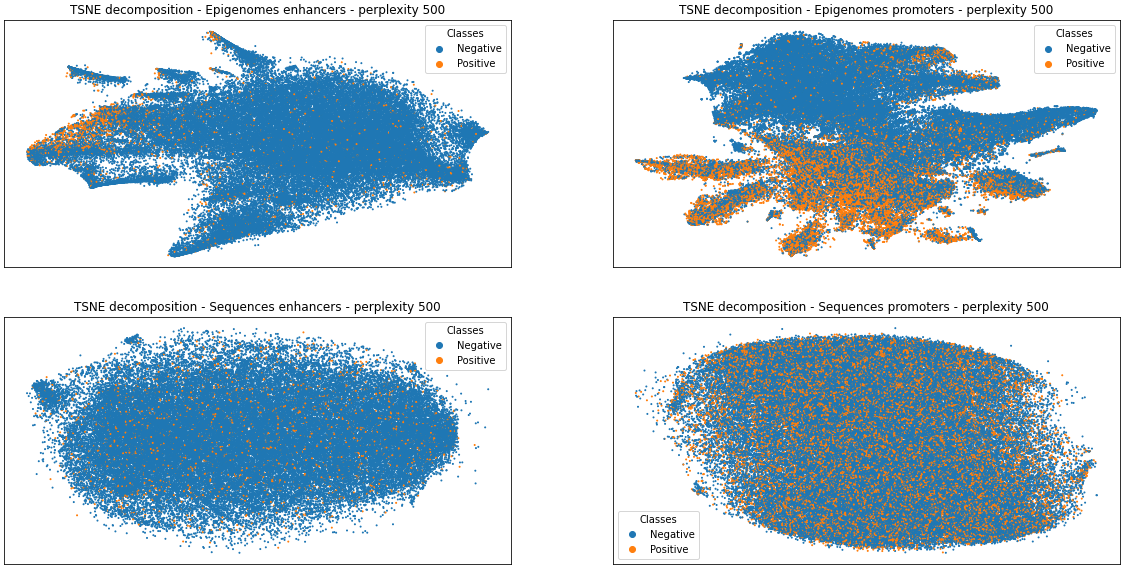 TSNE decomposition - Epigenomes enhancers - perplexity 500
Classes
Negative
Positive
TSNE decomposition - Epigenomes promoters - perplexity 500
Classes
Negative
Positive
TSNE decomposition - Sequences enhancers - perplexity 500
Classes
Negative
Positive
TSNE decomposition - Sequences promoters - perplexity 500
Classes
Negative
Positive